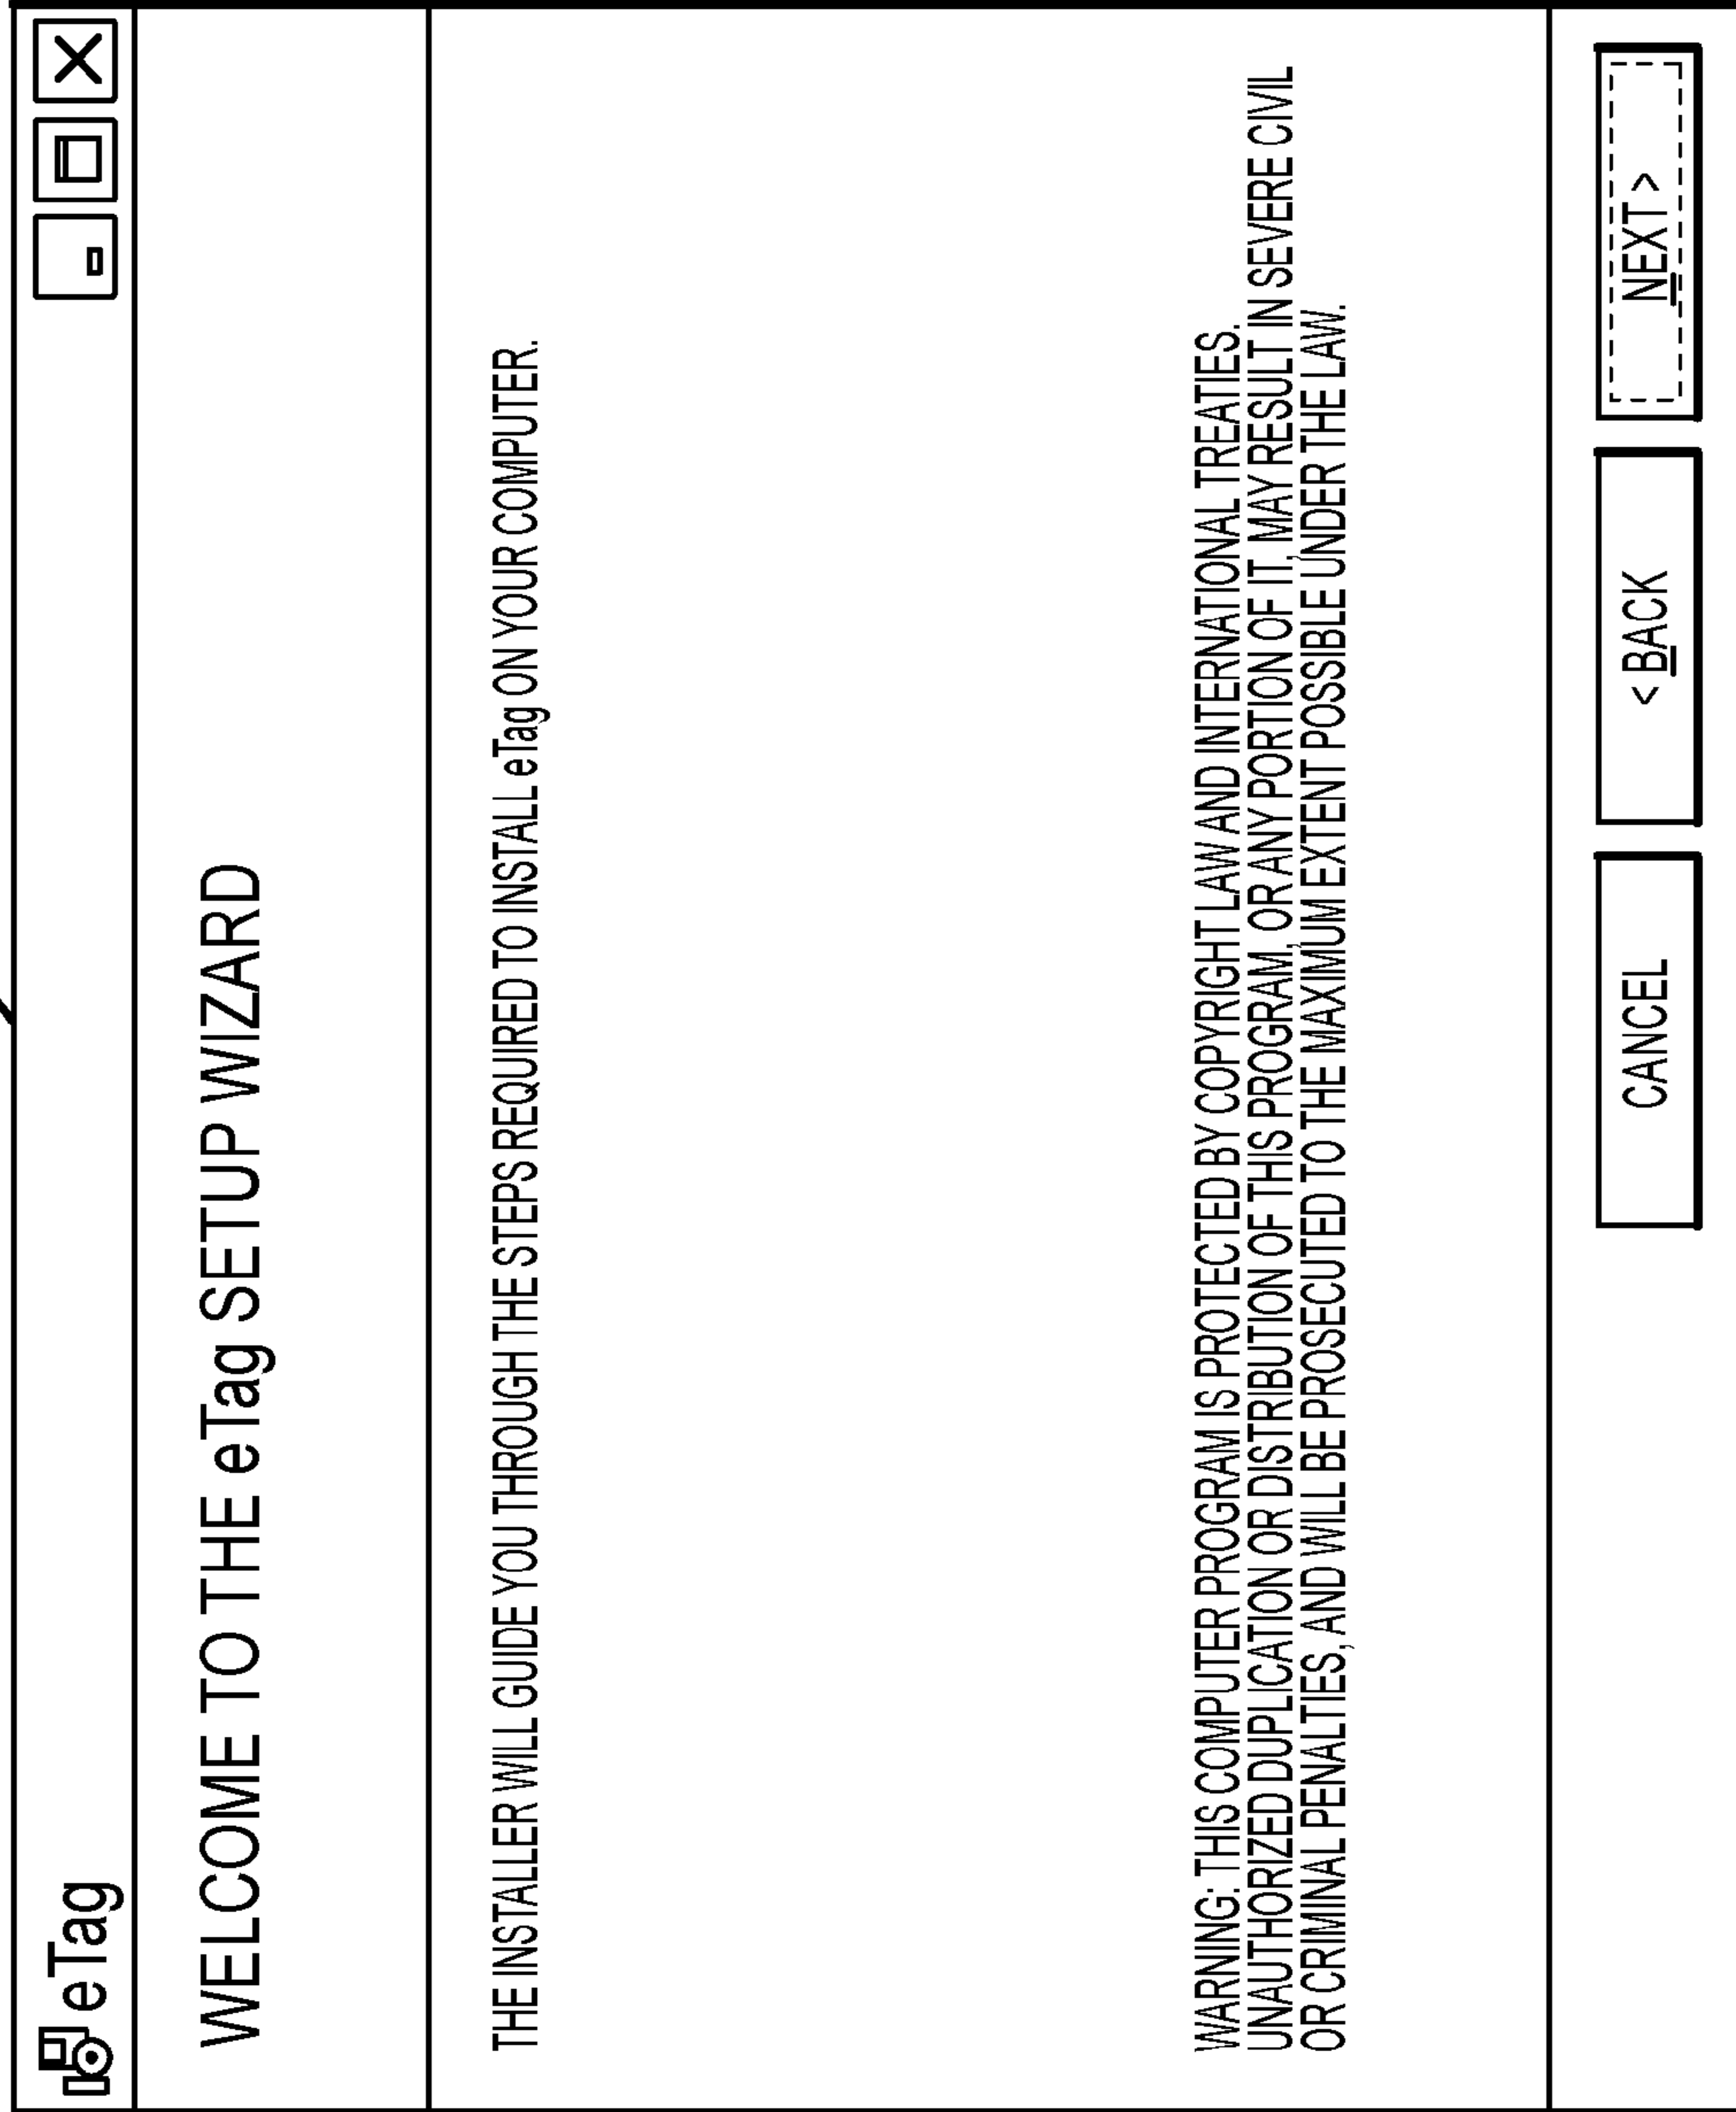 eTag
WELCOME TO THE eTag SETUP WIZARD
THE INSTALLER WILL GUIDE YOU THROUGH THE STEPS REQUIRED TO INSTALL eTag ON YOUR COMPUTER.
WARNING: THIS COMPUTER PROGRAM IS PROTECTED BY COPYRIGHT LAW AND INTERNATIONAL TREATIES.
UNAUTHORIZED DUPLICATION OR DISTRIBUTION OF THIS PROGRAM, OR ANY PORTION OF IT, MAY RESULT IN SEVERE CIVIL
OR CRIMINAL PENALTIES, AND WILL BE PROSECUTED TO THE MAXIMUM EXTENT POSSIBLE UNDER THE LAW.
CANCEL
< BACK
NEXT >